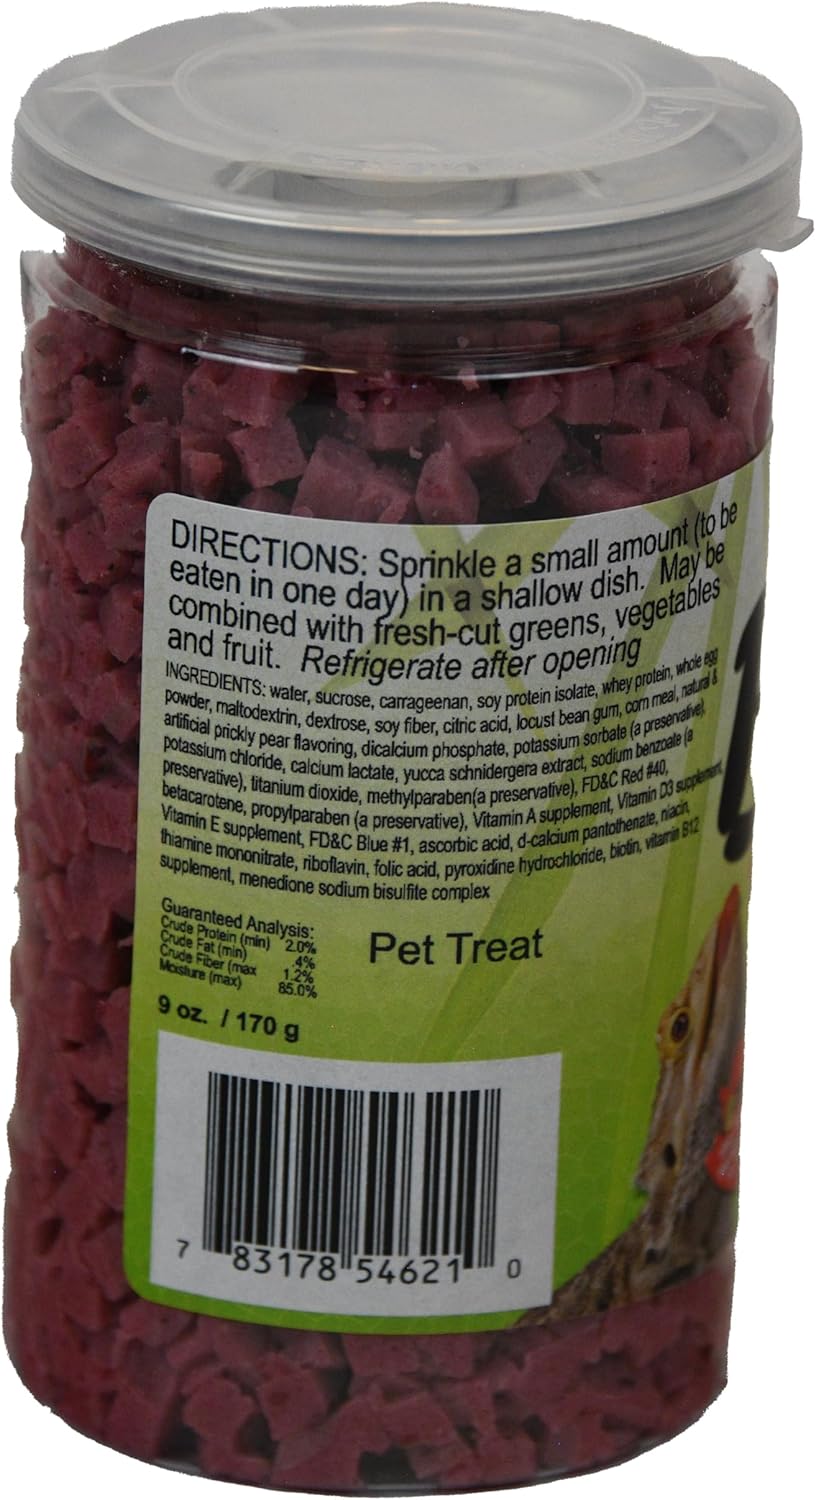 DIRECTIONS: Sprinkle a small amount (to be
eaten in one day) in a shallow dish. May be
combined with fresh-cut greens, vegetables
and fruit. Refrigerate after opening
INGREDIENTS: water, sucrose, carrageenan, soy protein isolate, whey protein, whole egg
powder, maltodextrin, dextrose, soy fiber, citric acid, locust bean gum, corn meal, natural &
artificial prickly pear flavoring, dicalcium phosphate, potassium sorbate (a preservative),
potassium chloride, calcium lactate, yucca schnidergera extract, sodium benzoate (a
preservative), titanium dioxide, methylparaben(a preservative), FD&C Red #40,
betacarotene, propylparaben (a preservative), Vitamin A supplement, Vitamin D3 supplement,
Vitamin E supplement, FD&C Blue #1, ascorbic acid, d-calcium pantothenate, niacin,
thiamine mononitrate, riboflavin, folic acid, pyroxidine hydrochloride, biotin, vitamin B12
supplement, menedione sodium bisulfite complex
Guaranteed Analysis:
Crude Protein (min) 2.0%
Crude Fat (min) .4%
Crude Fiber (max 1.2%
Moisture (max) 85.0%
Pet Treat
9 oz. / 170 g
7 83178 54621 0